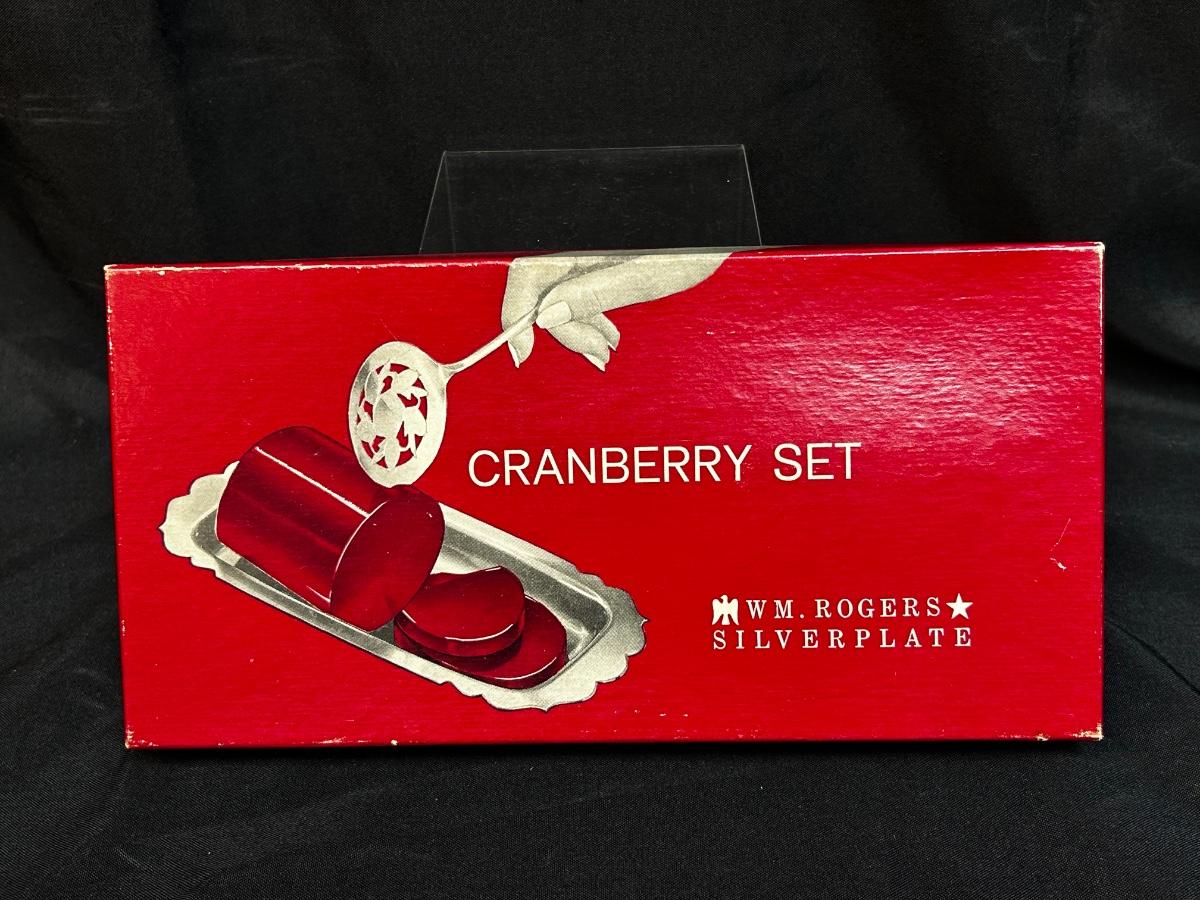 CRANBERRY SET
WM. ROGERS★
SILVERPLATE